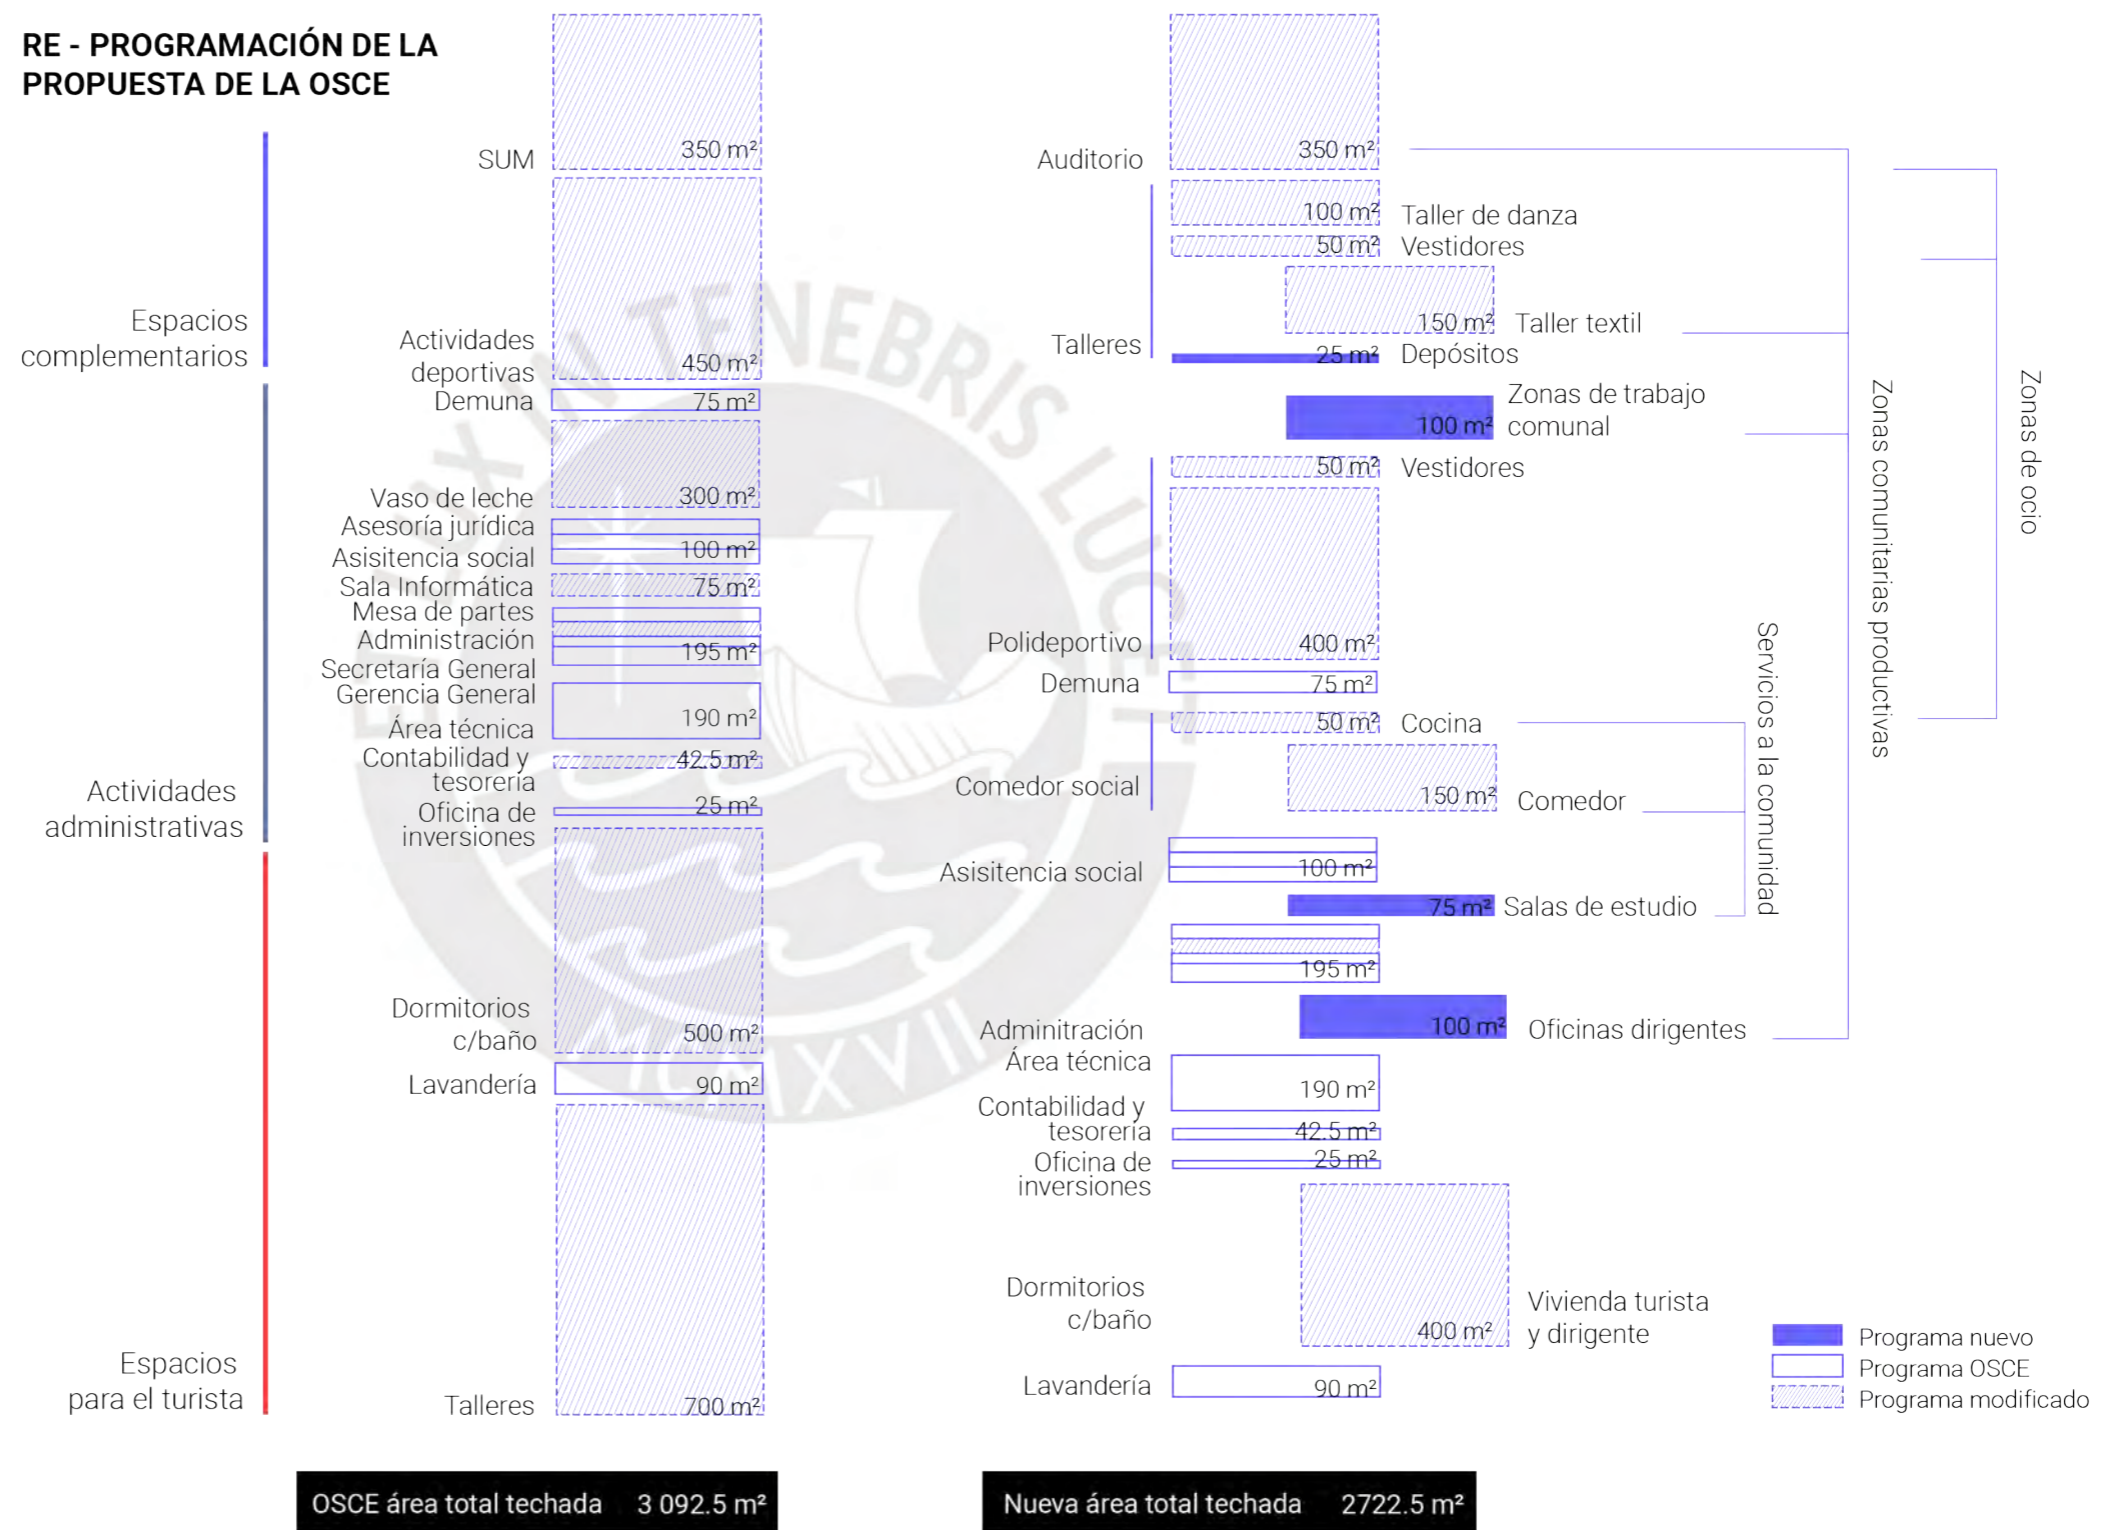 RE - PROGRAMACIÓN DE LA
PROPUESTA DE LA OSCE
Espacios
complementarios
Actividades
administrativas
Espacios
para el turista
SUM
350 m²
Actividades
deportivas
450 m²
Demuna
75 m²
Vaso de leche
300 m²
Asesoría jurídica
Asisitencia social
100 m²
Sala Informática
75 m²
Mesa de partes
Administración
195 m²
Secretaría General
Gerencia General
190 m²
Área técnica
Contabilidad y
tesorería
42.5 m²
Oficina de
inversiones
25 m²
Dormitorios
c/baño
500 m²
Lavandería
90 m²
Talleres
700 m²
OSCE área total techada 3 092.5 m²
Auditorio
350 m²
Talleres
100 m² Taller de danza
50 m² Vestidores
150 m² Taller textil
25 m² Depósitos
100 m² Zonas de trabajo
comunal
50 m² Vestidores
Polideportivo
400 m²
Demuna
75 m²
Comedor social
50 m² Cocina
150 m² Comedor
Asisitencia social
100 m²
75 m² Salas de estudio
195 m²
Adminitración
100 m² Oficinas dirigentes
Área técnica
190 m²
Contabilidad y
tesorería
42.5 m²
Oficina de
inversiones
25 m²
Dormitorios
c/baño
400 m²
Vivienda turista
y dirigente
Lavandería
90 m²
Nueva área total techada 2722.5 m²
Servicios a la comunidad
Zonas comunitarias productivas
Zonas de ocio
Programa nuevo
Programa OSCE
Programa modificado
ET LUX IN TENEBRIS LUCET
MCMXVII